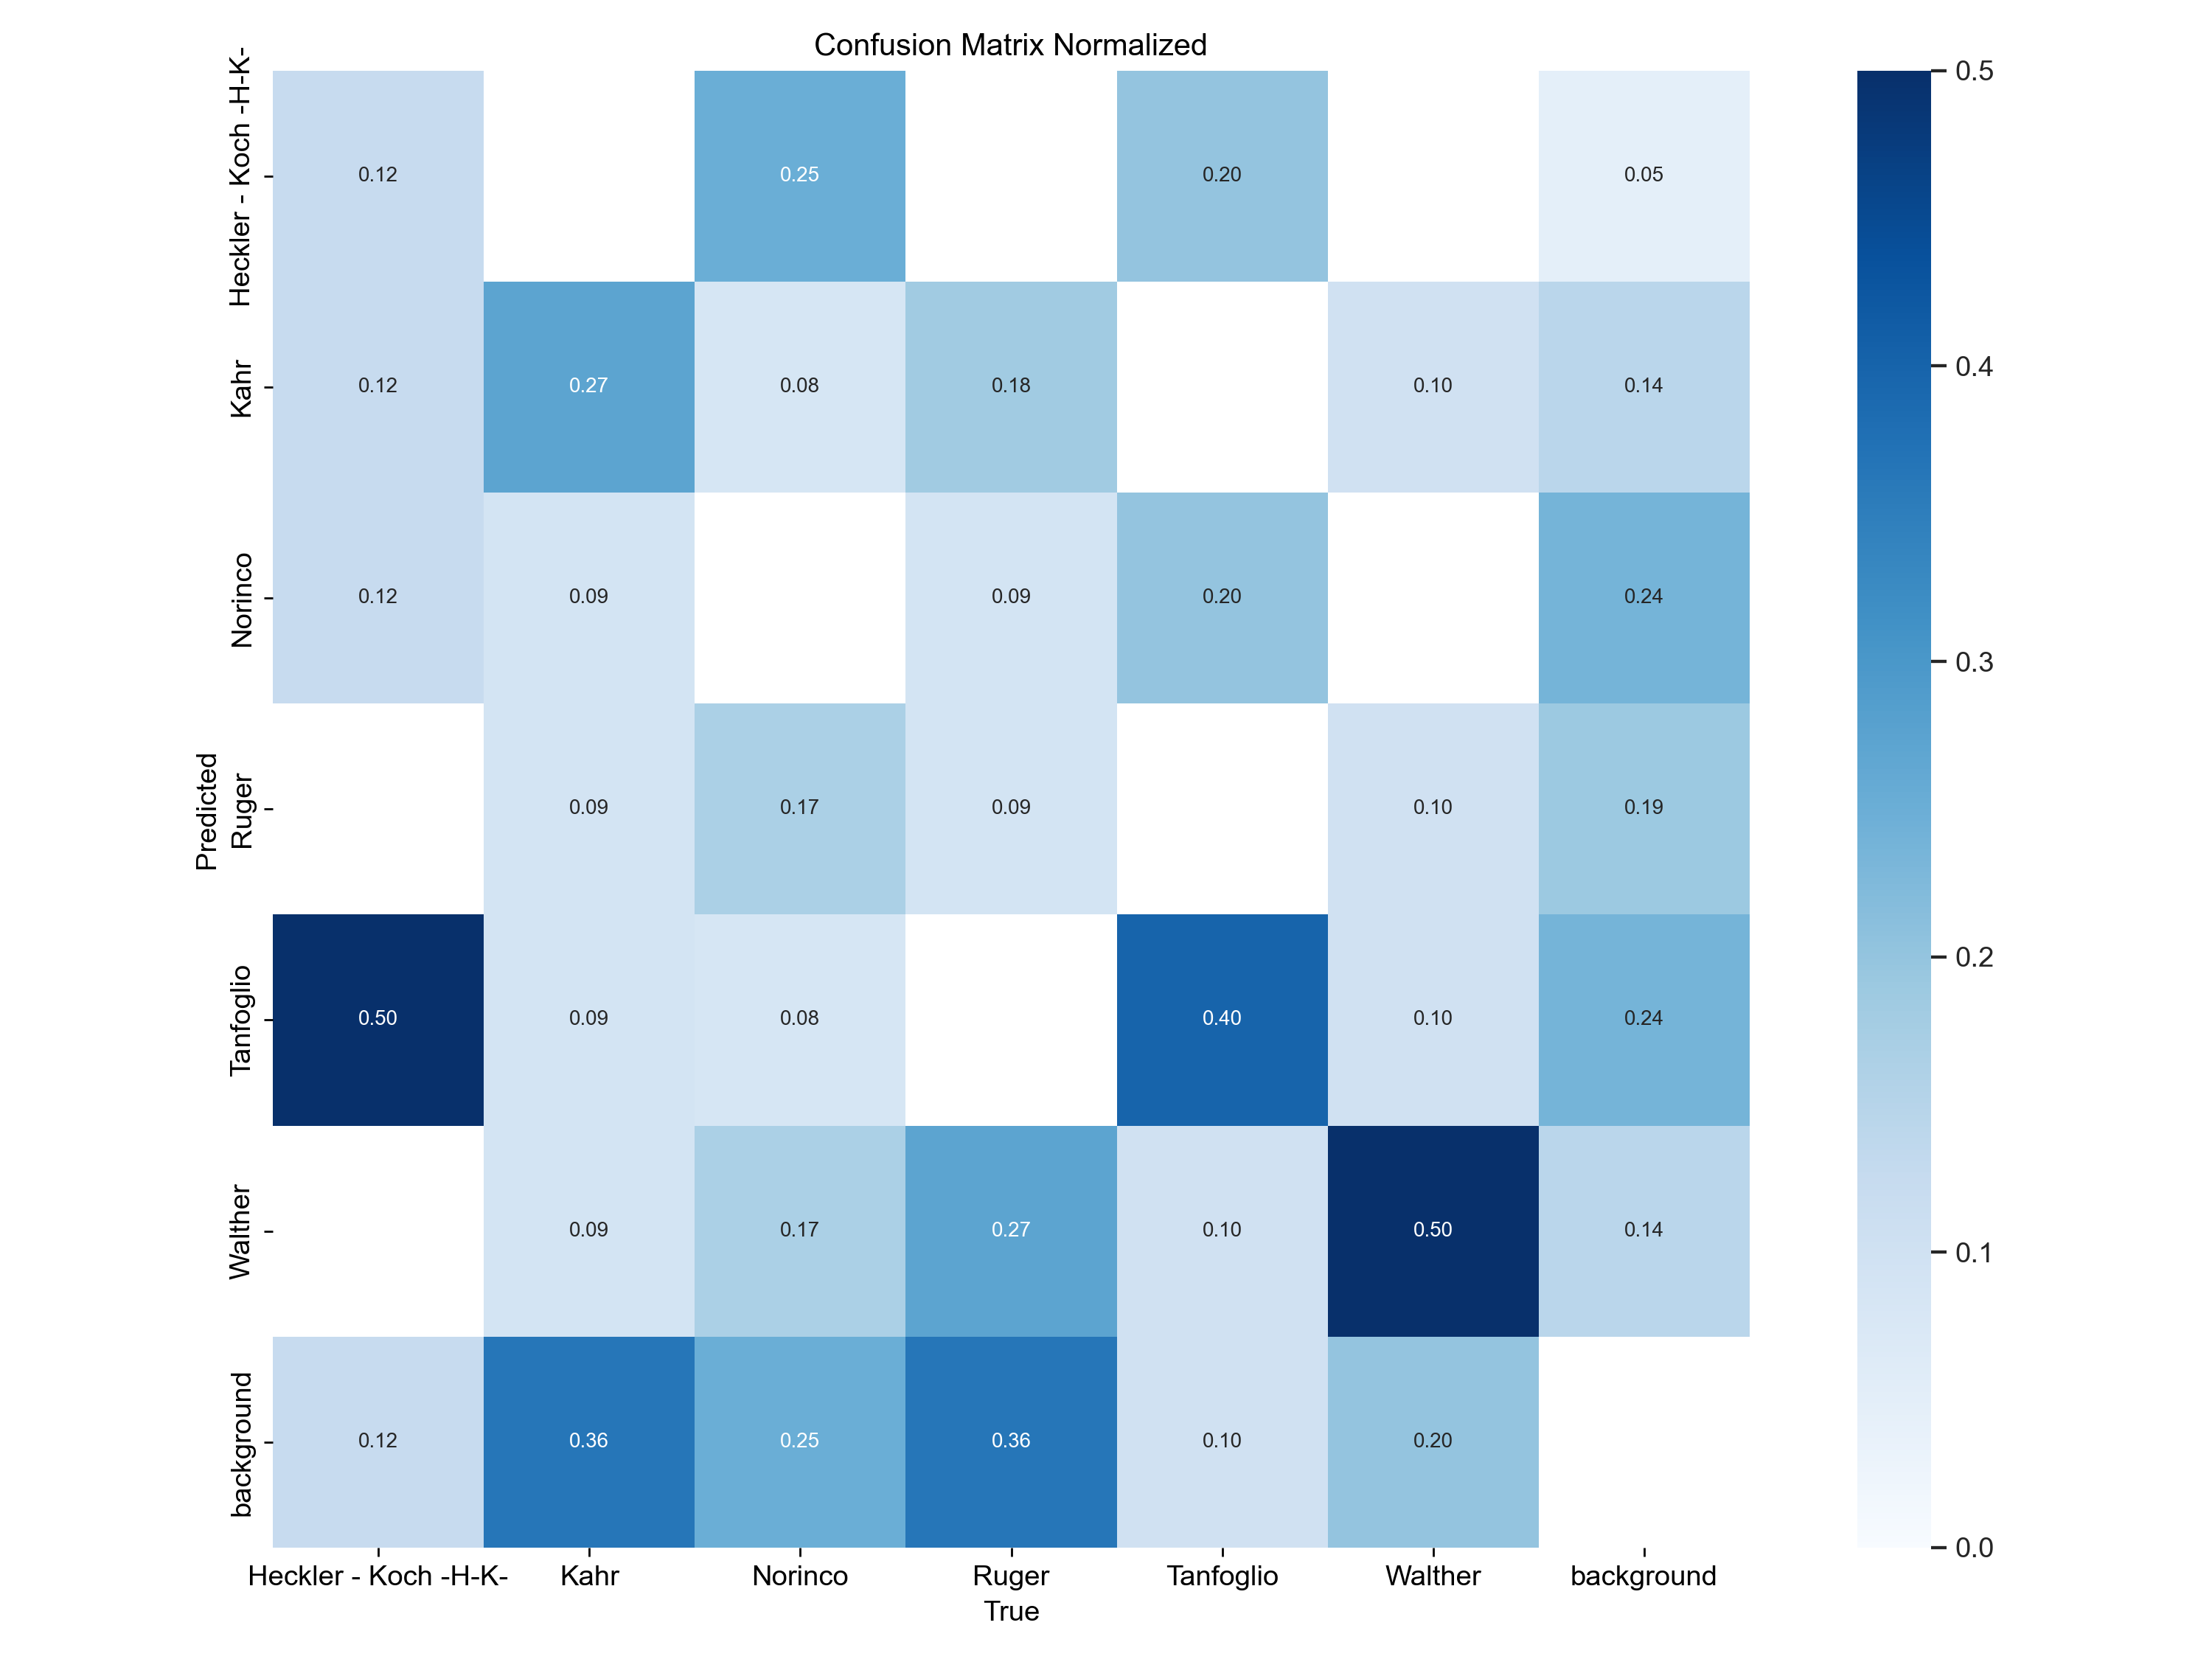 Confusion Matrix Normalized
Predicted
Heckler - Koch -H-K-
0.12 0.25 0.20 0.05
Kahr
0.12 0.27 0.08 0.18 0.10 0.14
Norinco
0.12 0.09 0.09 0.20 0.24
Ruger
0.09 0.17 0.09 0.10 0.19
Tanfoglio
0.50 0.09 0.08 0.40 0.10 0.24
Walther
0.09 0.17 0.27 0.10 0.50 0.14
background
0.12 0.36 0.25 0.36 0.10 0.20
Heckler - Koch -H-K- Kahr Norinco Ruger Tanfoglio Walther background
True
0.5
0.4
0.3
0.2
0.1
0.0